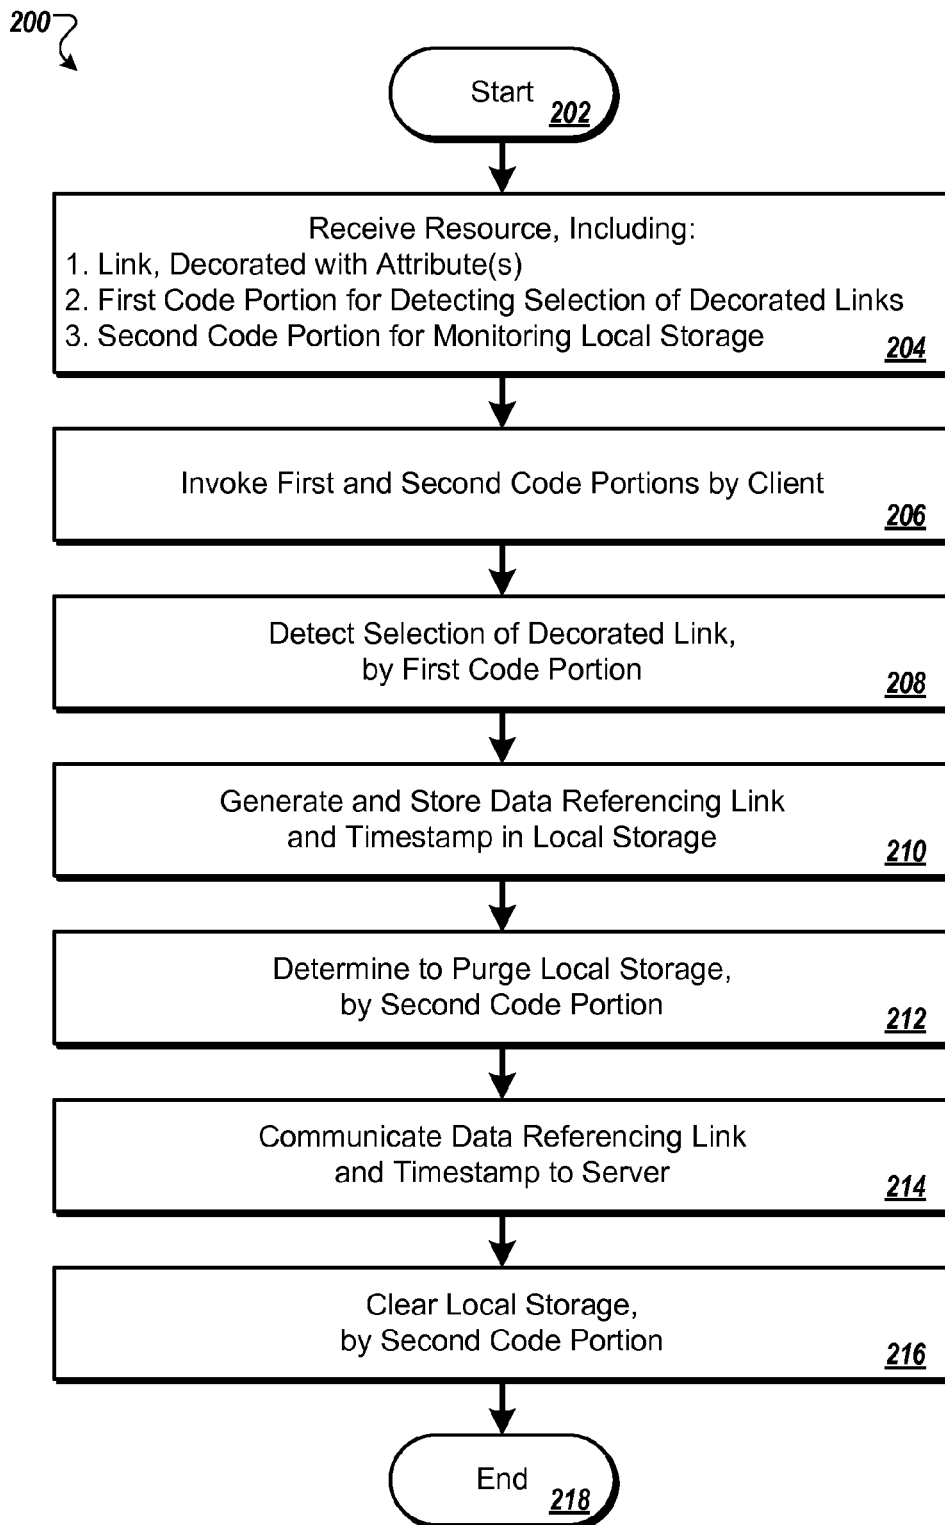 200
Start
202
Receive Resource, Including:
1. Link, Decorated with Attribute(s)
2. First Code Portion for Detecting Selection of Decorated Links
3. Second Code Portion for Monitoring Local Storage
204
Invoke First and Second Code Portions by Client
206
Detect Selection of Decorated Link,
by First Code Portion
208
Generate and Store Data Referencing Link
and Timestamp in Local Storage
210
Determine to Purge Local Storage,
by Second Code Portion
212
Communicate Data Referencing Link
and Timestamp to Server
214
Clear Local Storage,
by Second Code Portion
216
End
218